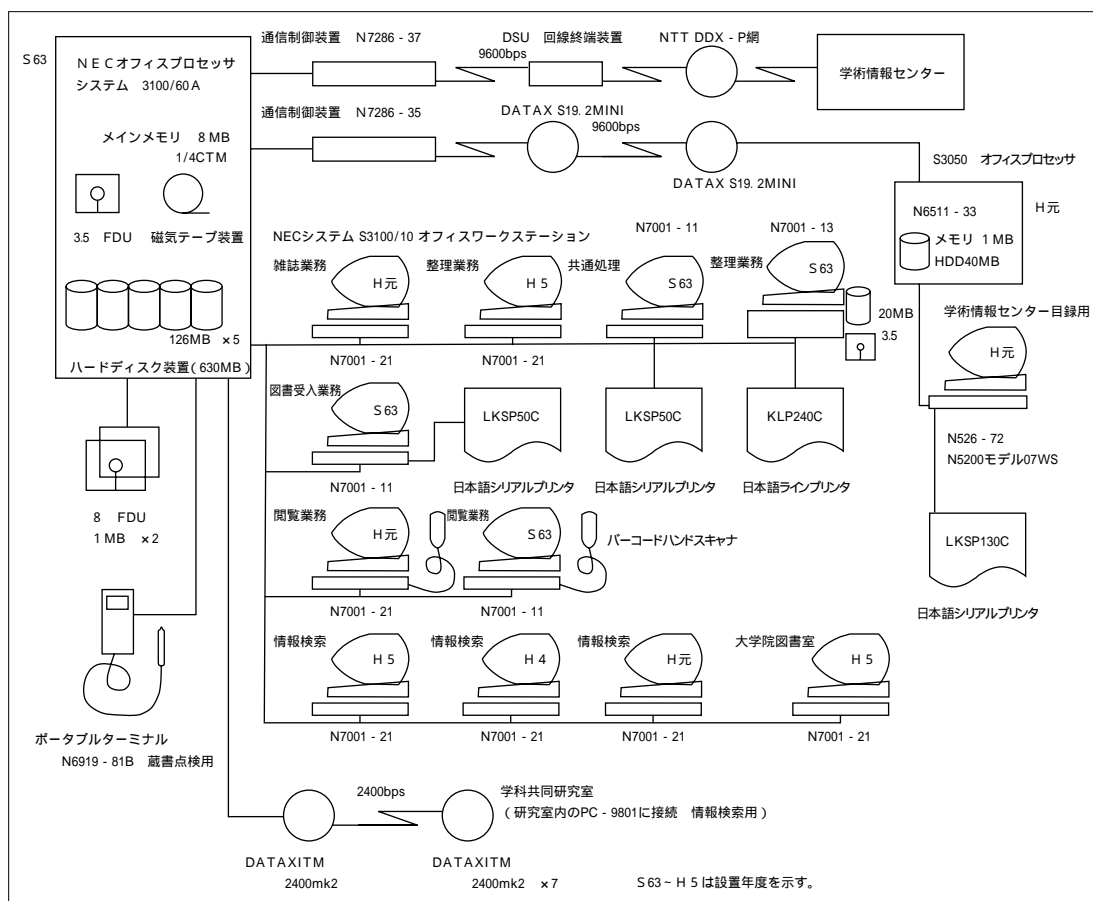 S63
NECオフィスプロセッサ
システム 3100/60A
メインメモリ 8MB
1/4CTM
3.5 FDU 磁気テープ装置
126MB ×5
ハードディスク装置(630MB)
通信制御装置 N7286-37
DSU 回線終端装置
9600bps
NTT DDX-P網
学術情報センター
通信制御装置 N7286-35
DATAX S19.2MINI
9600bps
DATAX S19.2MINI
S3050 オフィスプロセッサ
N6511-33
H元
メモリ 1MB
HDD40MB
NECシステム S3100/10 オフィスワークステーション
N7001-11
N7001-13
雑誌業務
H元
整理業務
H5
共通処理
S63
整理業務
S63
20MB
3.5
N7001-21
N7001-21
学術情報センター目録用
H元
図書受入業務
S63
LKSP50C
LKSP50C
KLP240C
N526-72
N5200モデル07WS
N7001-11
日本語シリアルプリンタ
日本語シリアルプリンタ
日本語ラインプリンタ
8 FDU
1MB ×2
閲覧業務
H元
閲覧業務
S63
バーコードハンドスキャナ
LKSP130C
N7001-21
N7001-11
日本語シリアルプリンタ
情報検索
H5
情報検索
H4
情報検索
H元
大学院図書室
H5
N7001-21
N7001-21
N7001-21
N7001-21
ポータブルターミナル
N6919-81B 蔵書点検用
2400bps
学科共同研究室
(研究室内のPC-9801に接続 情報検索用)
DATAXITM
2400mk2
DATAXITM
2400mk2 ×7
S63~H5は設置年度を示す。